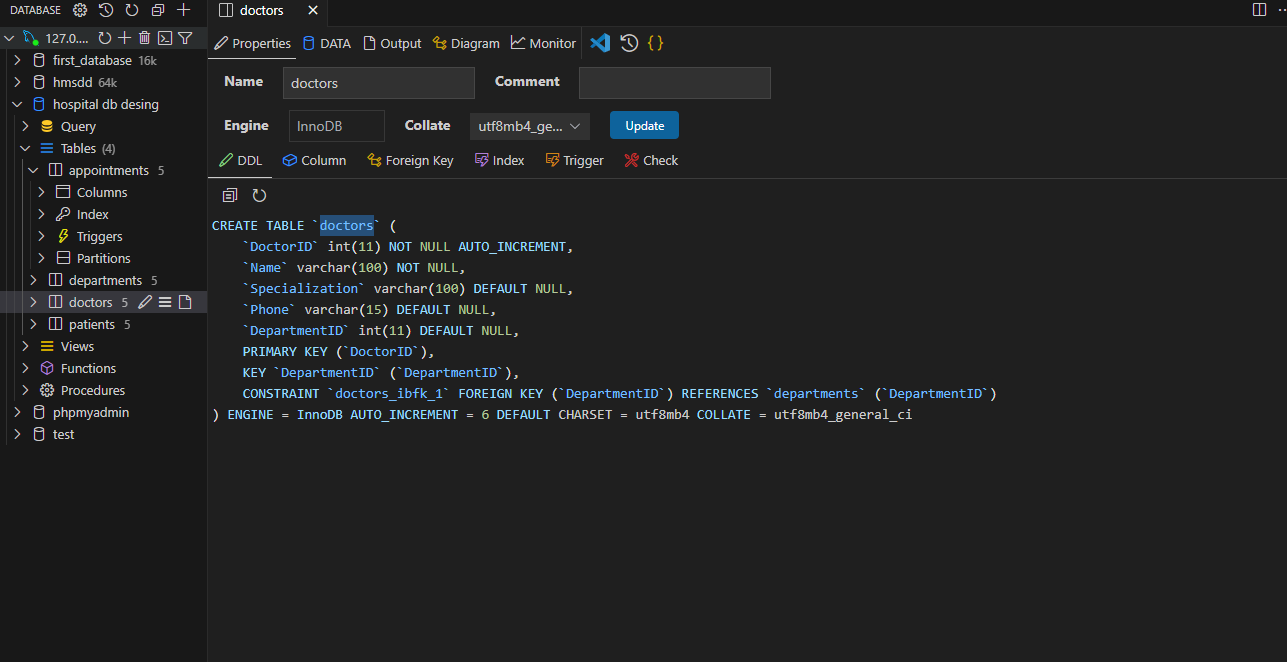 DATABASE
127.0....
first_database 16k
hmsdd 64k
hospital db desing
Query
Tables (4)
appointments 5
Columns
Index
Triggers
Partitions
departments 5
doctors 5
patients 5
Views
Functions
Procedures
phpmyadmin
test
doctors
Properties DATA Output Diagram Monitor
Name doctors Comment
Engine InnoDB Collate utf8mb4_ge... Update
DDL Column Foreign Key Index Trigger Check
CREATE TABLE `doctors` (
`DoctorID` int(11) NOT NULL AUTO_INCREMENT,
`Name` varchar(100) NOT NULL,
`Specialization` varchar(100) DEFAULT NULL,
`Phone` varchar(15) DEFAULT NULL,
`DepartmentID` int(11) DEFAULT NULL,
PRIMARY KEY (`DoctorID`),
KEY `DepartmentID` (`DepartmentID`),
CONSTRAINT `doctors_ibfk_1` FOREIGN KEY (`DepartmentID`) REFERENCES `departments` (`DepartmentID`)
) ENGINE = InnoDB AUTO_INCREMENT = 6 DEFAULT CHARSET = utf8mb4 COLLATE = utf8mb4_general_ci